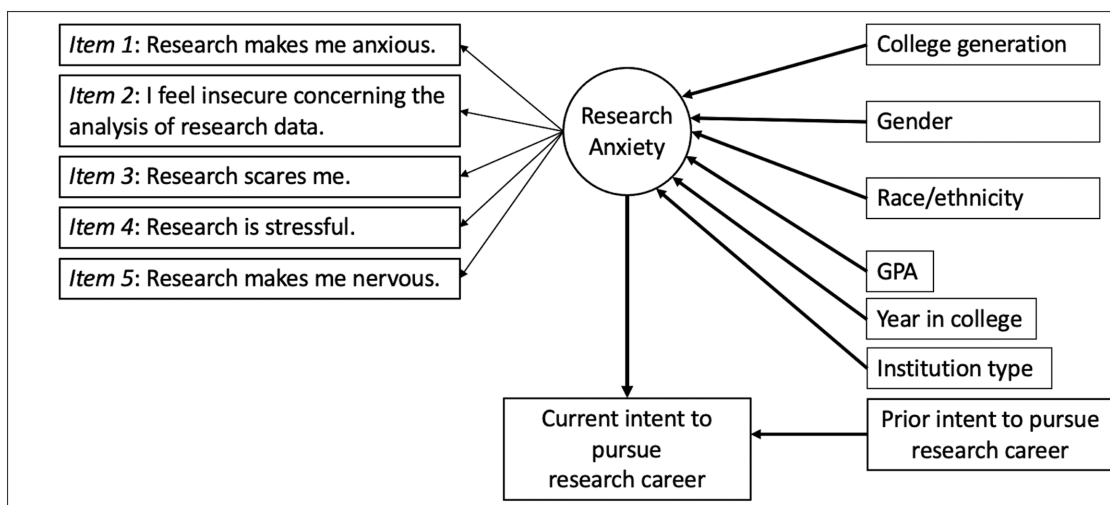 Item 1: Research makes me anxious.
Item 2: I feel insecure concerning the
analysis of research data.
Item 3: Research scares me.
Item 4: Research is stressful.
Item 5: Research makes me nervous.
Research
Anxiety
College generation
Gender
Race/ethnicity
GPA
Year in college
Institution type
Current intent to
pursue
research career
Prior intent to pursue
research career